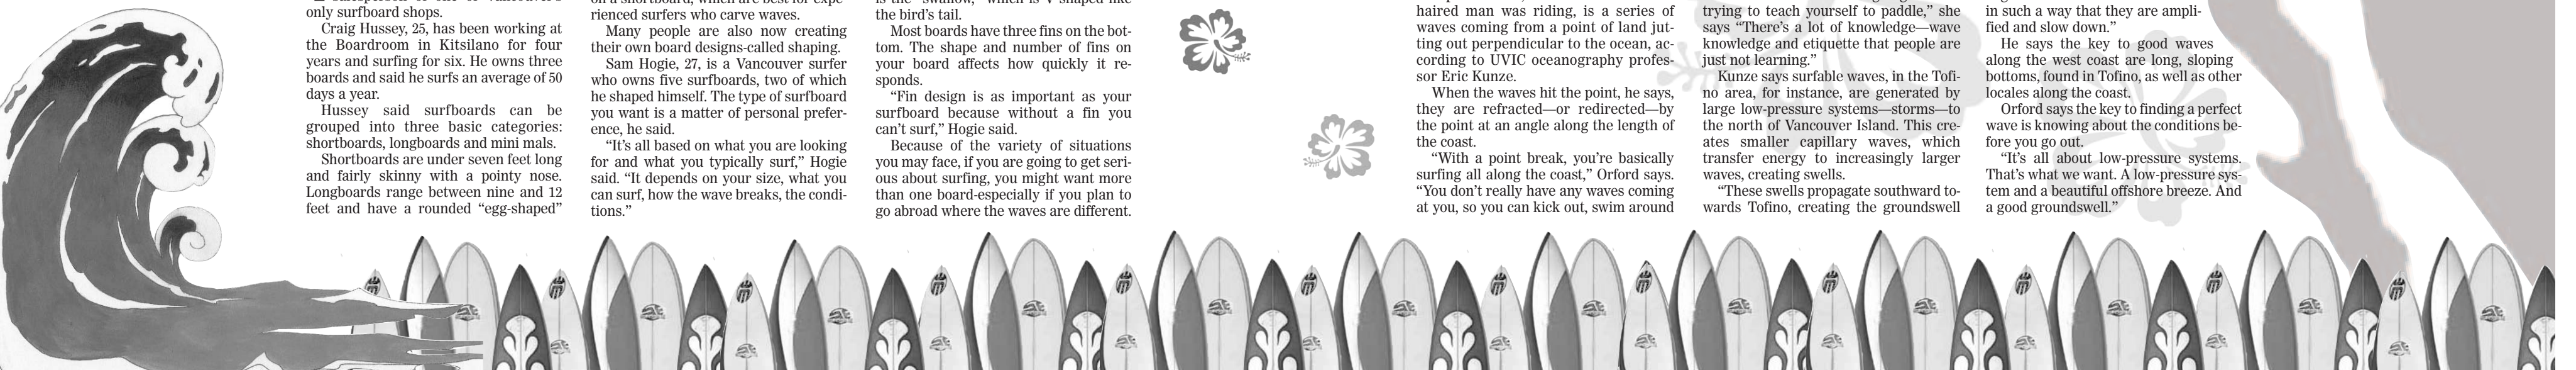 only surfboard shops.
Craig Hussey, 25, has been working at
the Boardroom in Kitsilano for four
years and surfing for six. He owns three
boards and said he surfs an average of 50
days a year.
Hussey said surfboards can be
grouped into three basic categories:
shortboards, longboards and mini mals.
Shortboards are under seven feet long
and fairly skinny with a pointy nose.
Longboards range between nine and 12
feet and have a rounded “egg-shaped”
on a shortboard, which are best for expe-
rienced surfers who carve waves.
Many people are also now creating
their own board designs-called shaping.
Sam Hogie, 27, is a Vancouver surfer
who owns five surfboards, two of which
he shaped himself. The type of surfboard
you want is a matter of personal prefer-
ence, he said.
“It’s all based on what you are looking
for and what you typically surf,” Hogie
said. “It depends on your size, what you
can surf, how the wave breaks, the condi-
tions.”
is the “swallow,” which is V-shaped like
the bird’s tail.
Most boards have three fins on the bot-
tom. The shape and number of fins on
your board affects how quickly it re-
sponds.
“Fin design is as important as your
surfboard because without a fin you
can’t surf,” Hogie said.
Because of the variety of situations
you may face, if you are going to get seri-
ous about surfing, you might want more
than one board-especially if you plan to
go abroad where the waves are different.
haired man was riding, is a series of
waves coming from a point of land jut-
ting out perpendicular to the ocean, ac-
cording to UVIC oceanography profes-
sor Eric Kunze.
When the waves hit the point, he says,
they are refracted—or redirected—by
the point at an angle along the length of
the coast.
“With a point break, you’re basically
surfing all along the coast,” Orford says.
“You don’t really have any waves coming
at you, so you can kick out, swim around
trying to teach yourself to paddle,” she
says “There’s a lot of knowledge—wave
knowledge and etiquette that people are
just not learning.”
Kunze says surfable waves, in the Tofi-
no area, for instance, are generated by
large low-pressure systems—storms—to
the north of Vancouver Island. This cre-
ates smaller capillary waves, which
transfer energy to increasingly larger
waves, creating swells.
“These swells propagate southward to-
wards Tofino, creating the groundswell
in such a way that they are ampli-
fied and slow down.”
He says the key to good waves
along the west coast are long, sloping
bottoms, found in Tofino, as well as other
locales along the coast.
Orford says the key to finding a perfect
wave is knowing about the conditions be-
fore you go out.
“It’s all about low-pressure systems.
That’s what we want. A low-pressure sys-
tem and a beautiful offshore breeze. And
a good groundswell.”